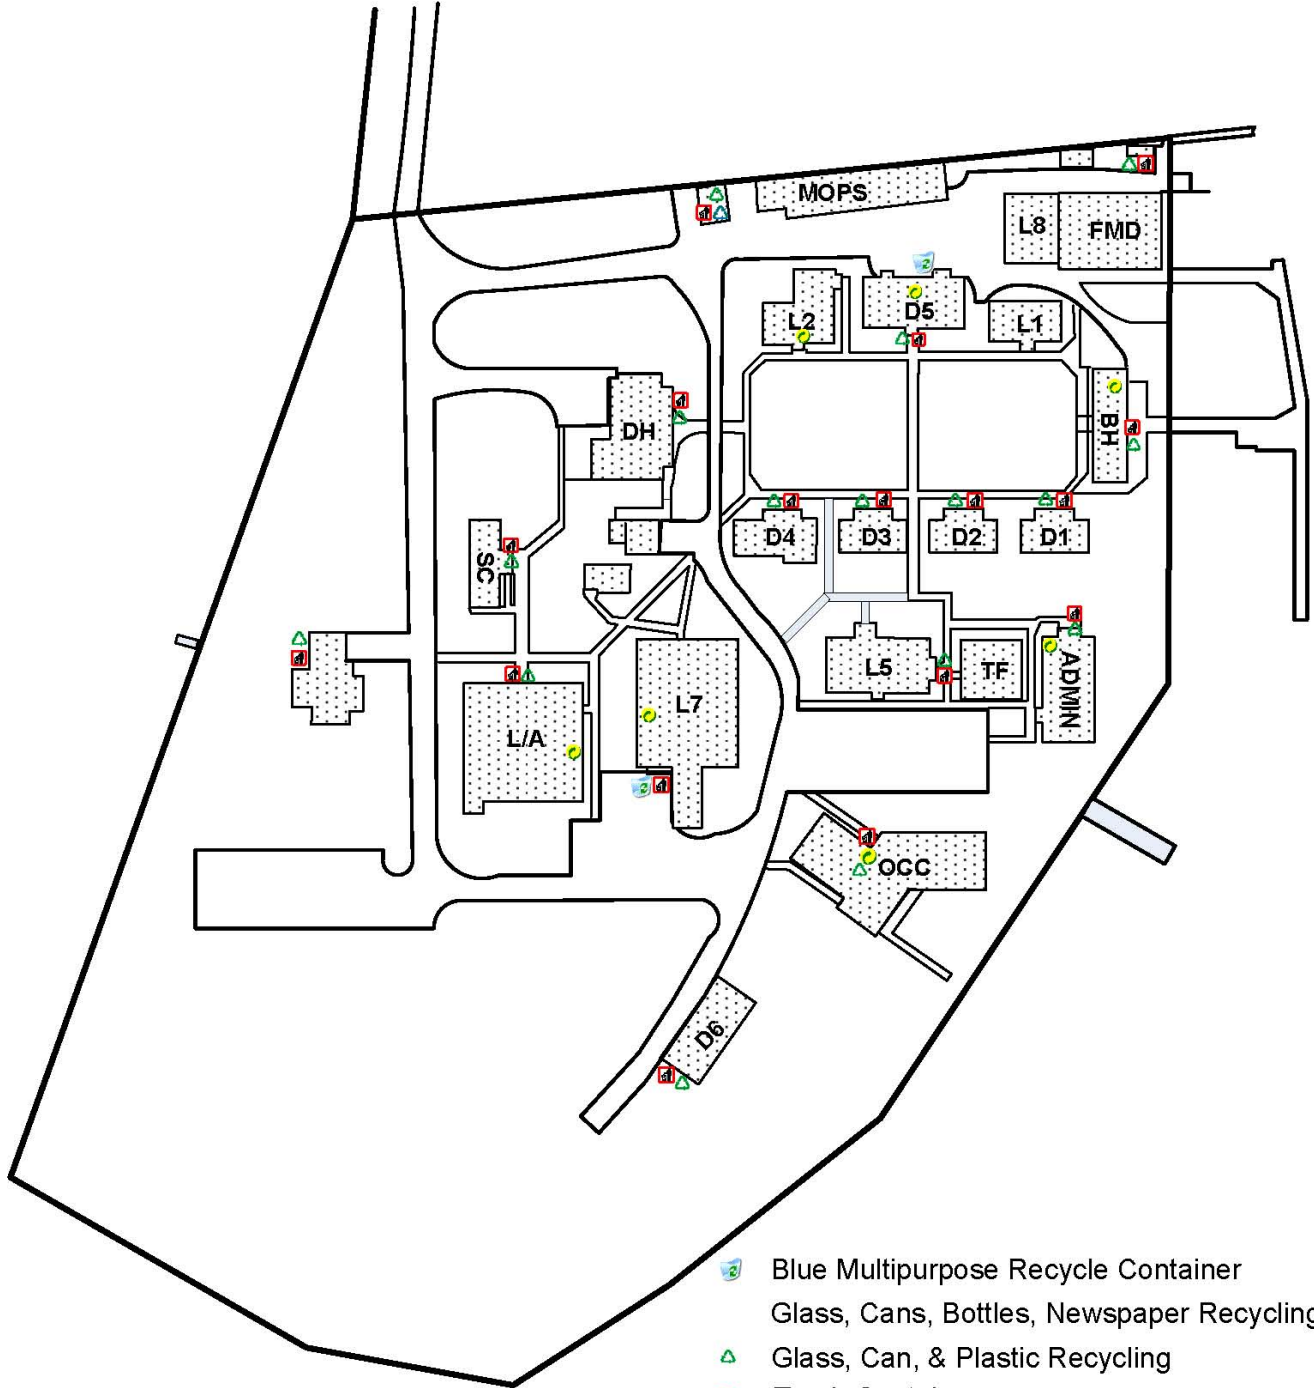 MOPS
L8
FMD
L2
D5
L1
DH
BH
D4
D3
D2
D1
SC
L5
TF
ADMIN
L7
L/A
OCC
D6
Blue Multipurpose Recycle Container
Glass, Cans, Bottles, Newspaper Recycling
Glass, Can, & Plastic Recycling